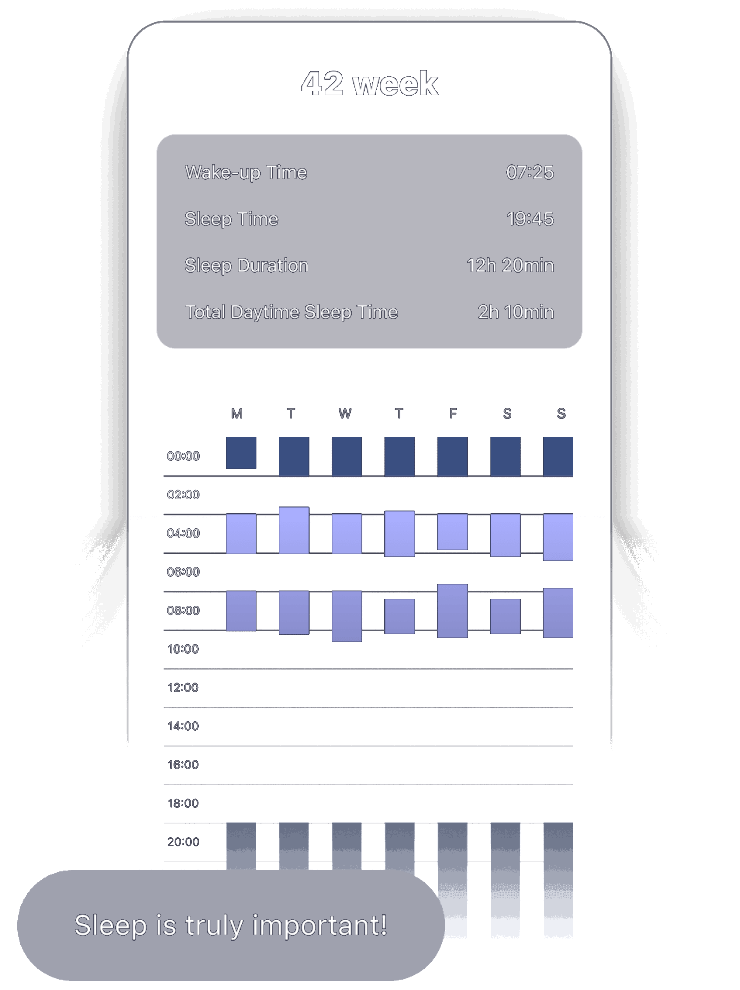 42 week
Wake-up Time 07:25
Sleep Time 19:45
Sleep Duration 12h 20min
Total Daytime Sleep Time 2h 10min
M T W T F S S
00:00
02:00
04:00
06:00
08:00
10:00
12:00
14:00
16:00
18:00
20:00
Sleep is truly important!